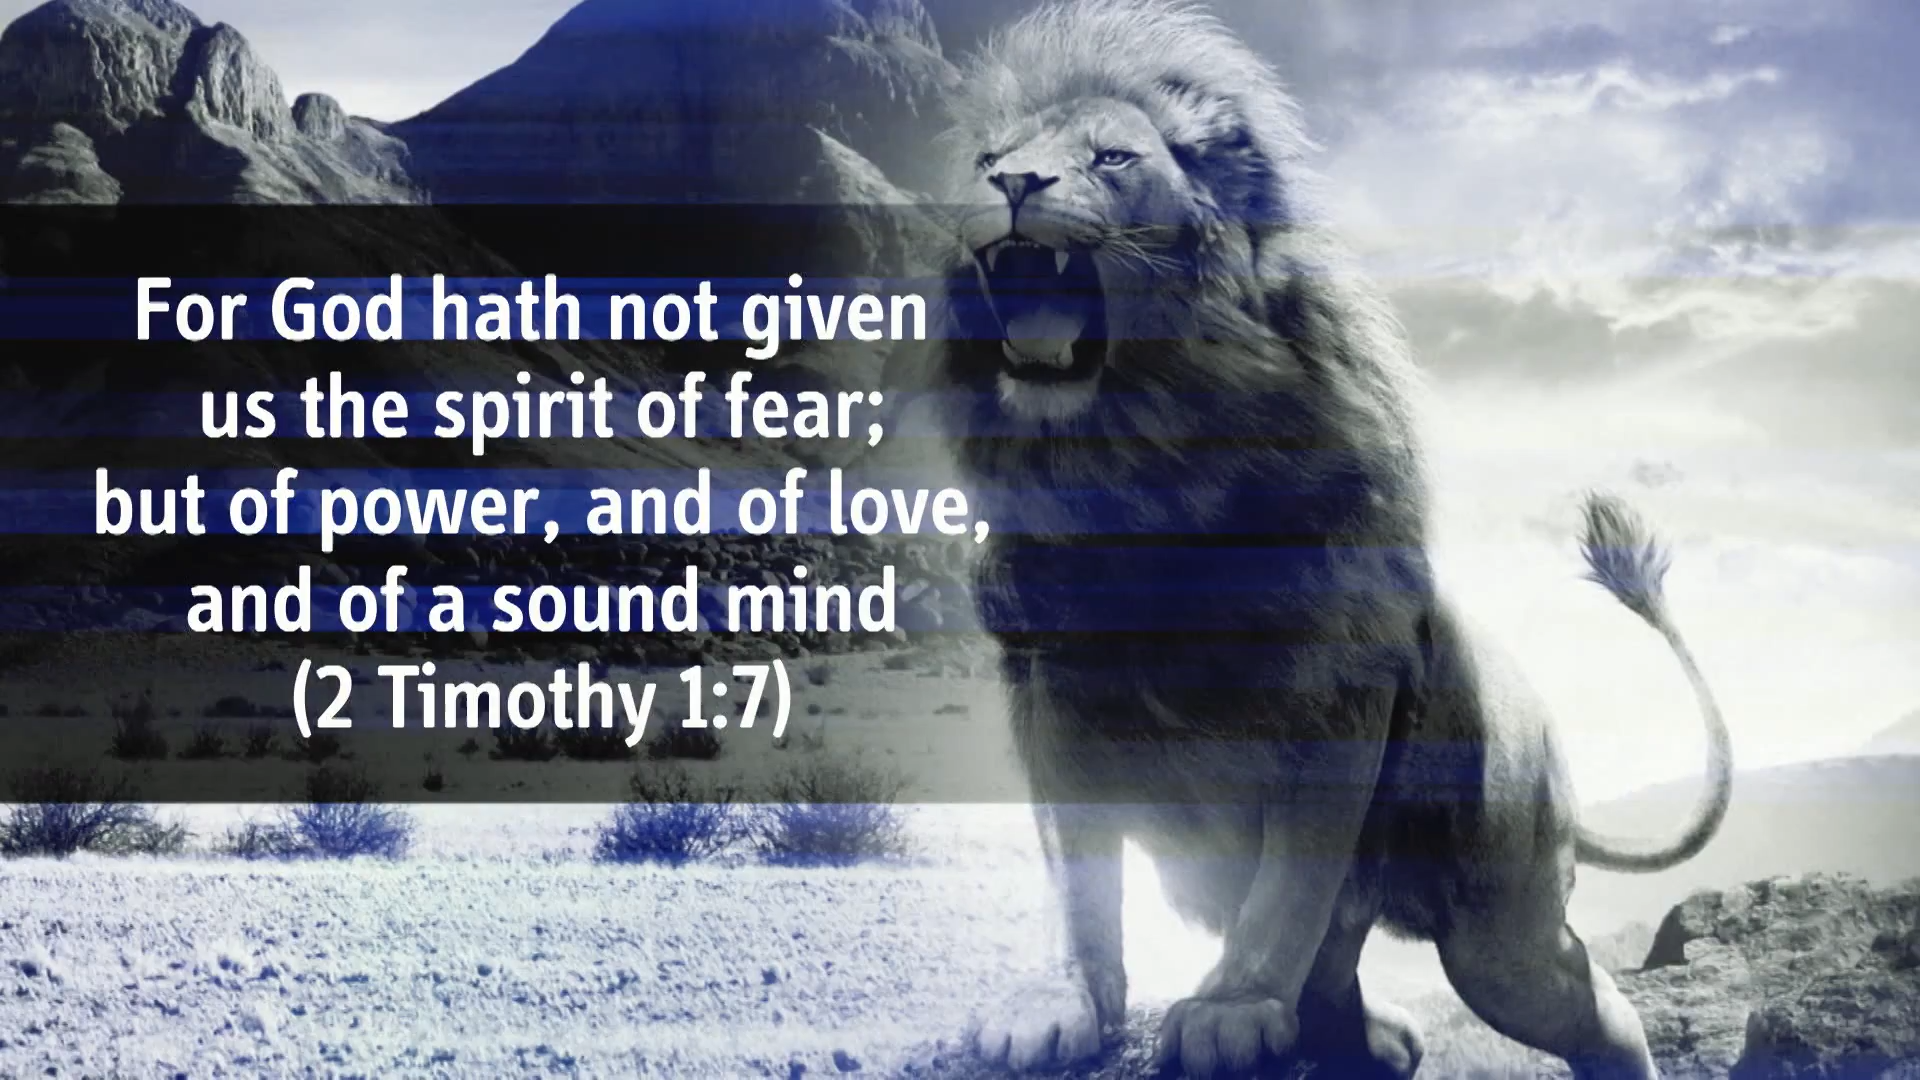 For God hath not given
us the spirit of fear;
but of power, and of love,
and of a sound mind
(2 Timothy 1:7)